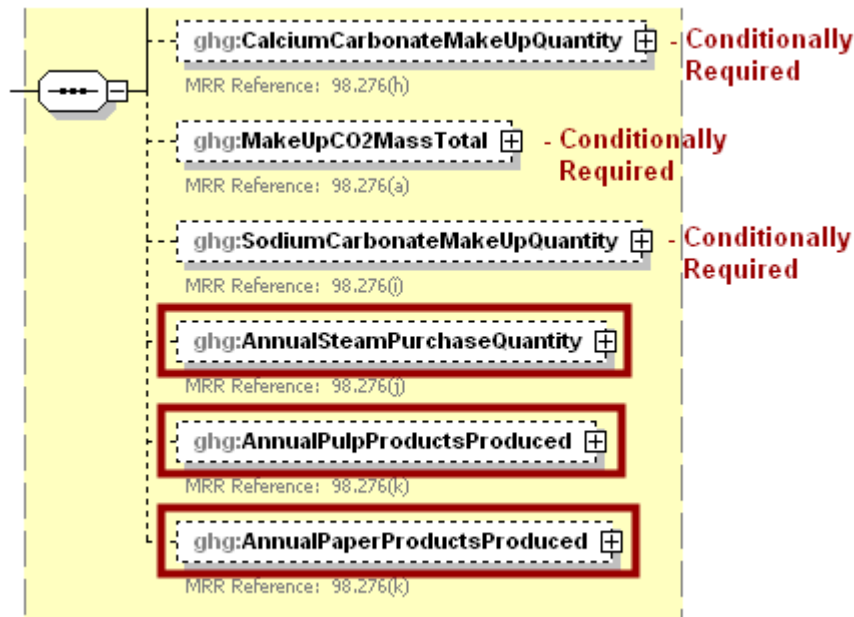 ghg:CalciumCarbonateMakeUpQuantity - Conditionally
Required
MRR Reference: 98.276(h)
ghg:MakeUpCO2MassTotal - Conditionally
Required
MRR Reference: 98.276(a)
ghg:SodiumCarbonateMakeUpQuantity - Conditionally
Required
MRR Reference: 98.276(i)
ghg:AnnualSteamPurchaseQuantity
MRR Reference: 98.276(j)
ghg:AnnualPulpProductsProduced
MRR Reference: 98.276(k)
ghg:AnnualPaperProductsProduced
MRR Reference: 98.276(k)